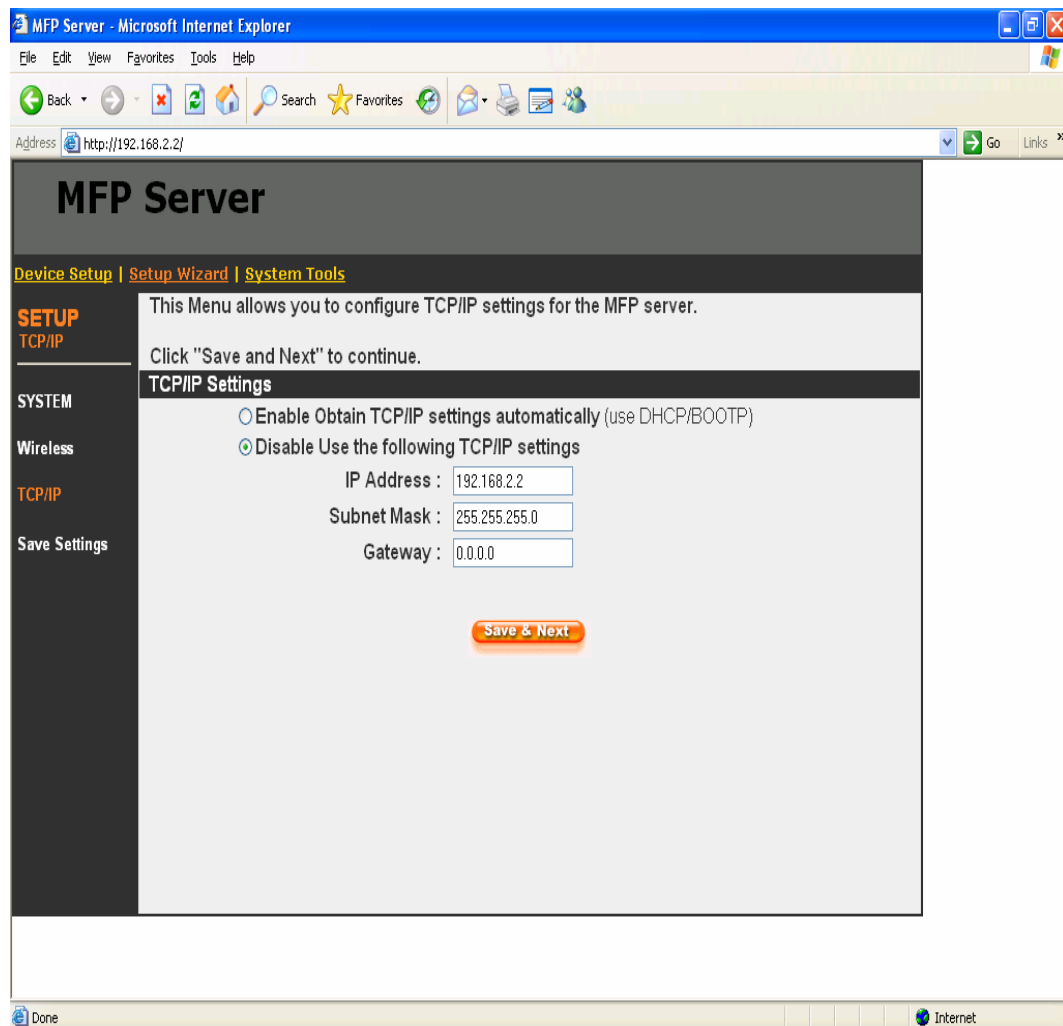 MFP Server - Microsoft Internet Explorer
File Edit View Favorites Tools Help
Back Search Favorites
Address http://192.168.2.2/ Go Links »
MFP Server
Device Setup | Setup Wizard | System Tools
SETUP
TCP/IP
SYSTEM
Wireless
TCP/IP
Save Settings
This Menu allows you to configure TCP/IP settings for the MFP server.
Click "Save and Next" to continue.
TCP/IP Settings
Enable Obtain TCP/IP settings automatically (use DHCP/BOOTP)
Disable Use the following TCP/IP settings
IP Address : 192.168.2.2
Subnet Mask : 255.255.255.0
Gateway : 0.0.0.0
Save & Next
Done Internet